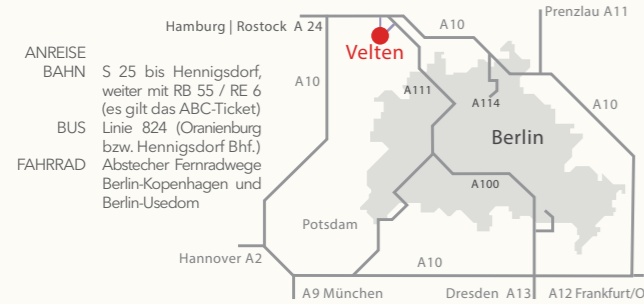 ANREISE
BAHN S 25 bis Hennigsdorf,
weiter mit RB 55 / RE 6
(es gilt das ABC-Ticket)
BUS Linie 824 (Oranienburg
bzw. Hennigsdorf Bhf.)
FAHRRAD Abstecher Fernradwege
Berlin-Kopenhagen und
Berlin-Usedom
Hamburg | Rostock A 24
A10
Prenzlau A11
Velten
A10
A111
A114
A10
Berlin
A100
Potsdam
Hannover A2
A10
A9 München
Dresden A13
A12 Frankfurt/O